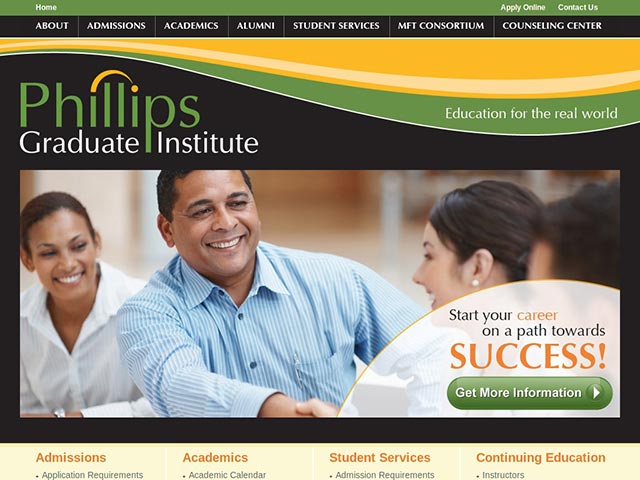 Home
Apply Online Contact Us
ABOUT ADMISSIONS ACADEMICS ALUMNI STUDENT SERVICES MFT CONSORTIUM COUNSELING CENTER
Phillips
Graduate Institute
Education for the real world
Start your career
on a path towards
SUCCESS!
Get More Information
Admissions
Academics
Student Services
Continuing Education
Application Requirements
Academic Calendar
Admission Requirements
Instructors